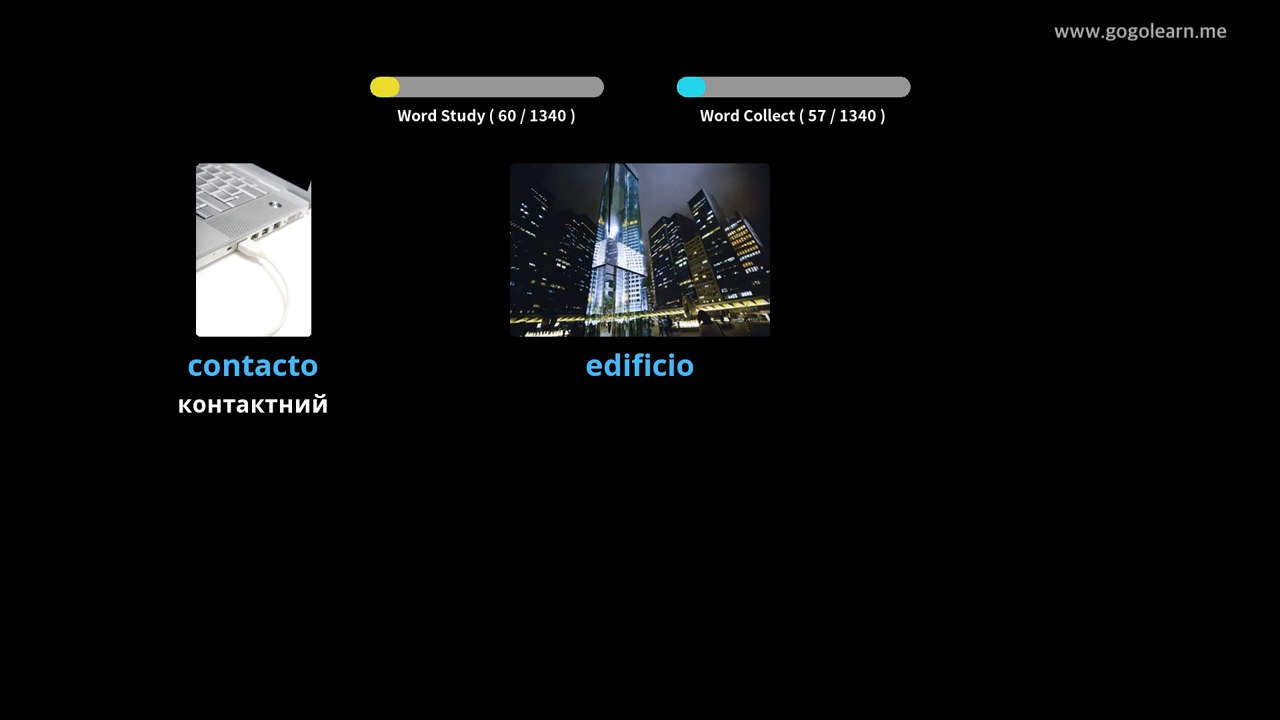 www.gogolearn.me
Word Study ( 60 / 1340 )
Word Collect ( 57 / 1340 )
contacto
контактний
edificio